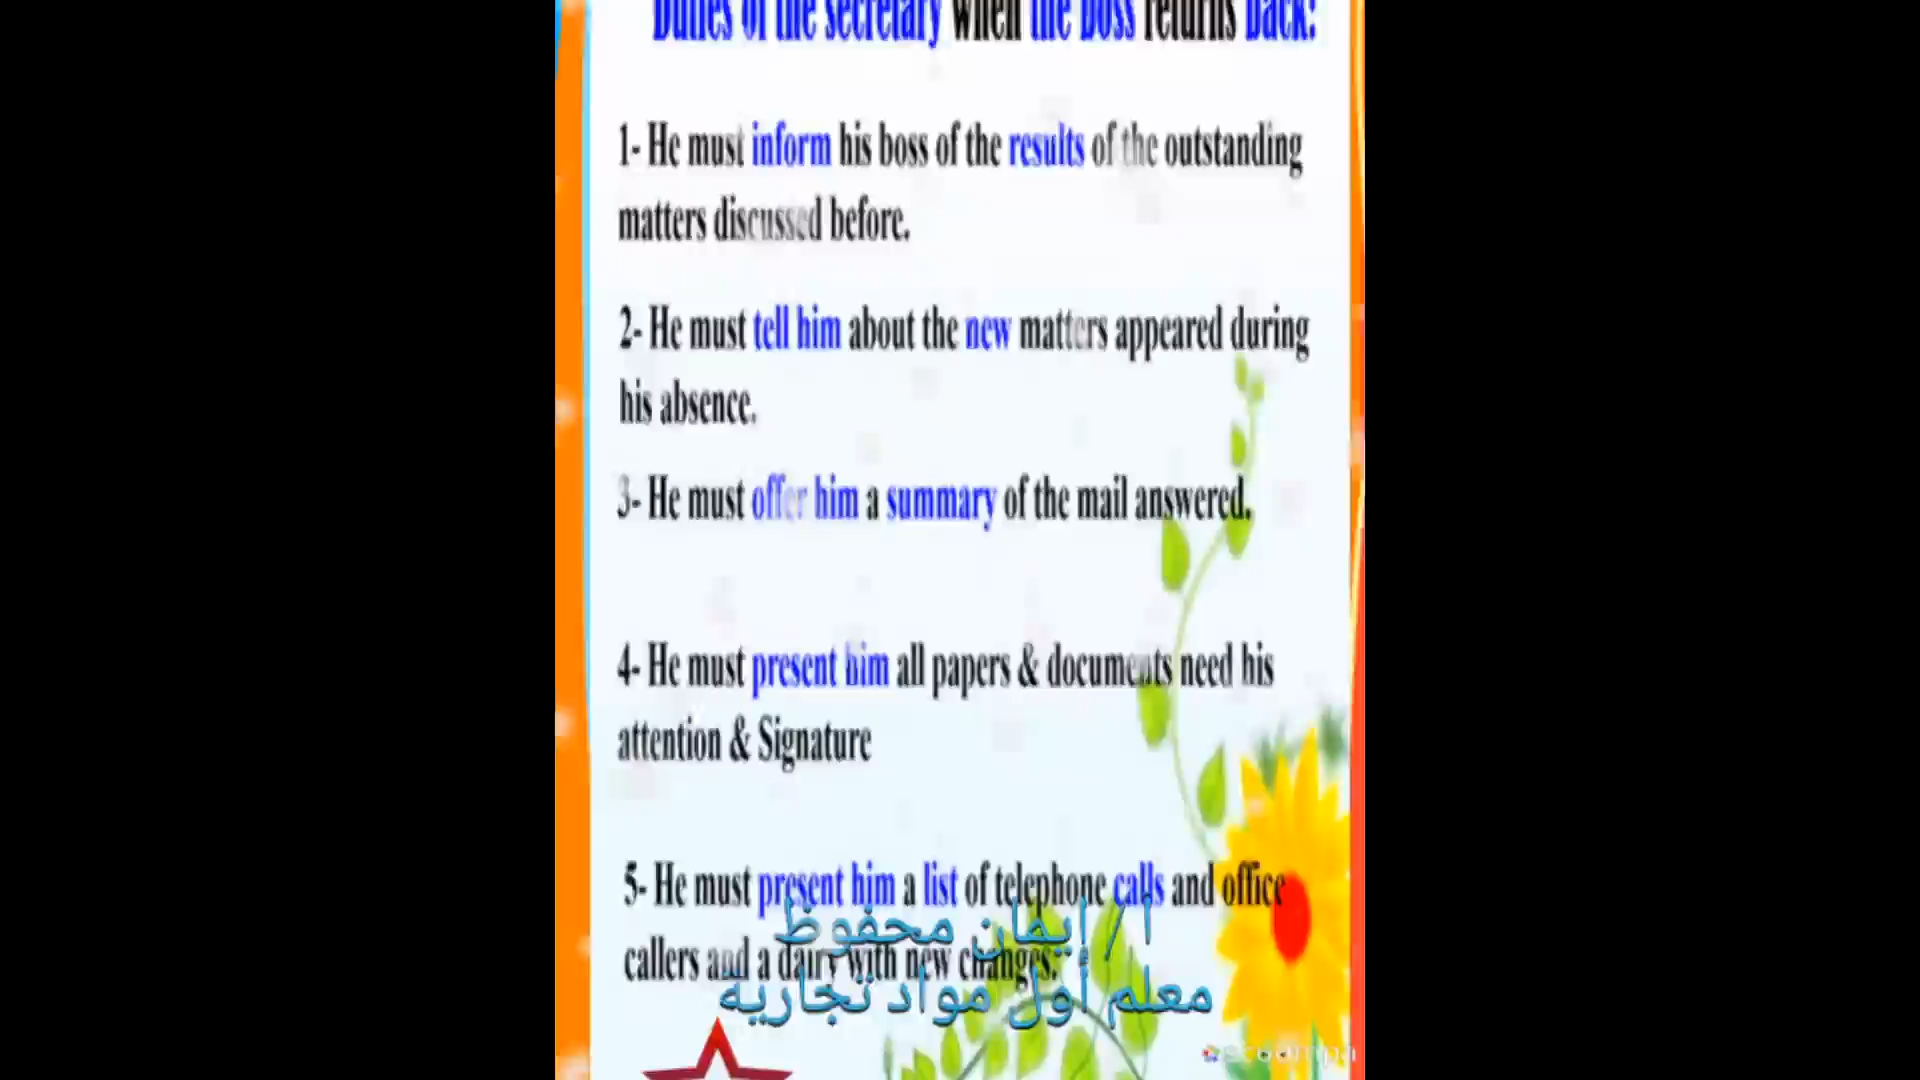 Duties of the secretary when the boss returns back:
1- He must inform his boss of the results of the outstanding
matters discussed before.
2- He must tell him about the new matters appeared during
his absence.
3- He must offer him a summary of the mail answered.
4- He must present him all papers & documents need his
attention & Signature
5- He must present him a list of telephone calls and office
callers and a dairy with new changes.
أ / إيمان محفوظ
معلم أول مواد تجارية
scoompa